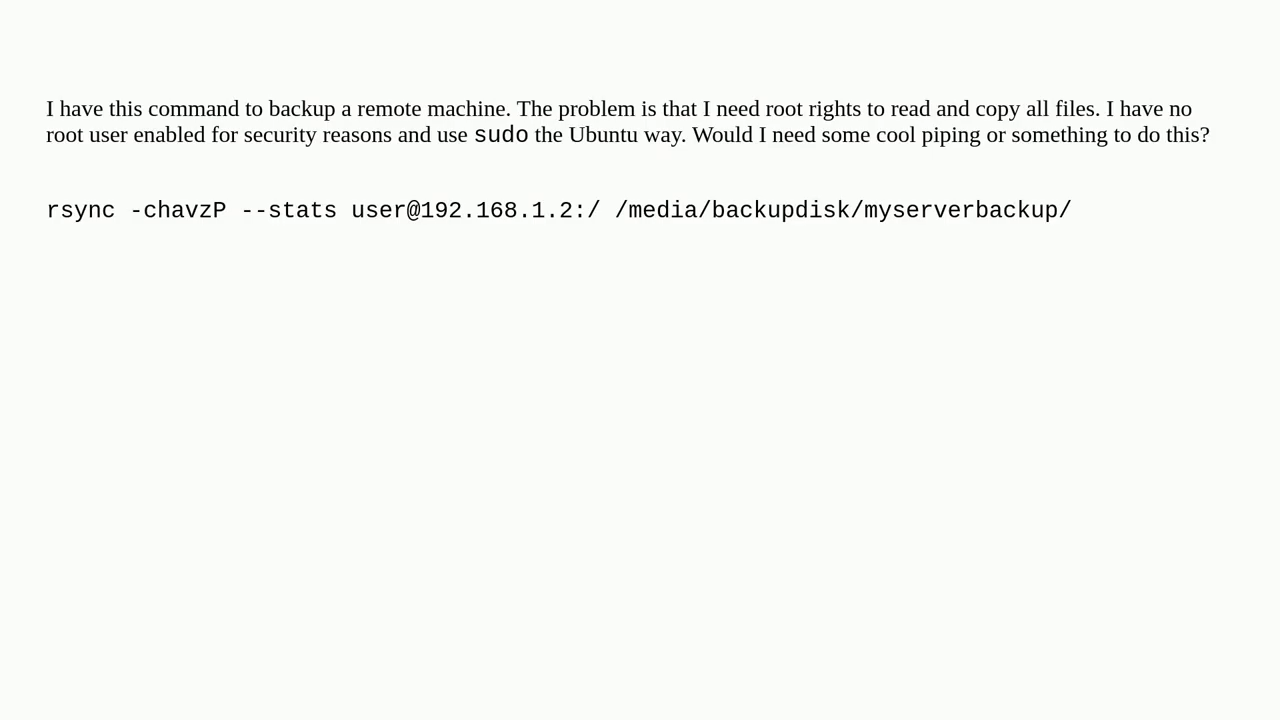 I have this command to backup a remote machine. The problem is that I need root rights to read and copy all files. I have no
root user enabled for security reasons and use sudo the Ubuntu way. Would I need some cool piping or something to do this?
rsync -chavzP --stats user@192.168.1.2:/ /media/backupdisk/myserverbackup/